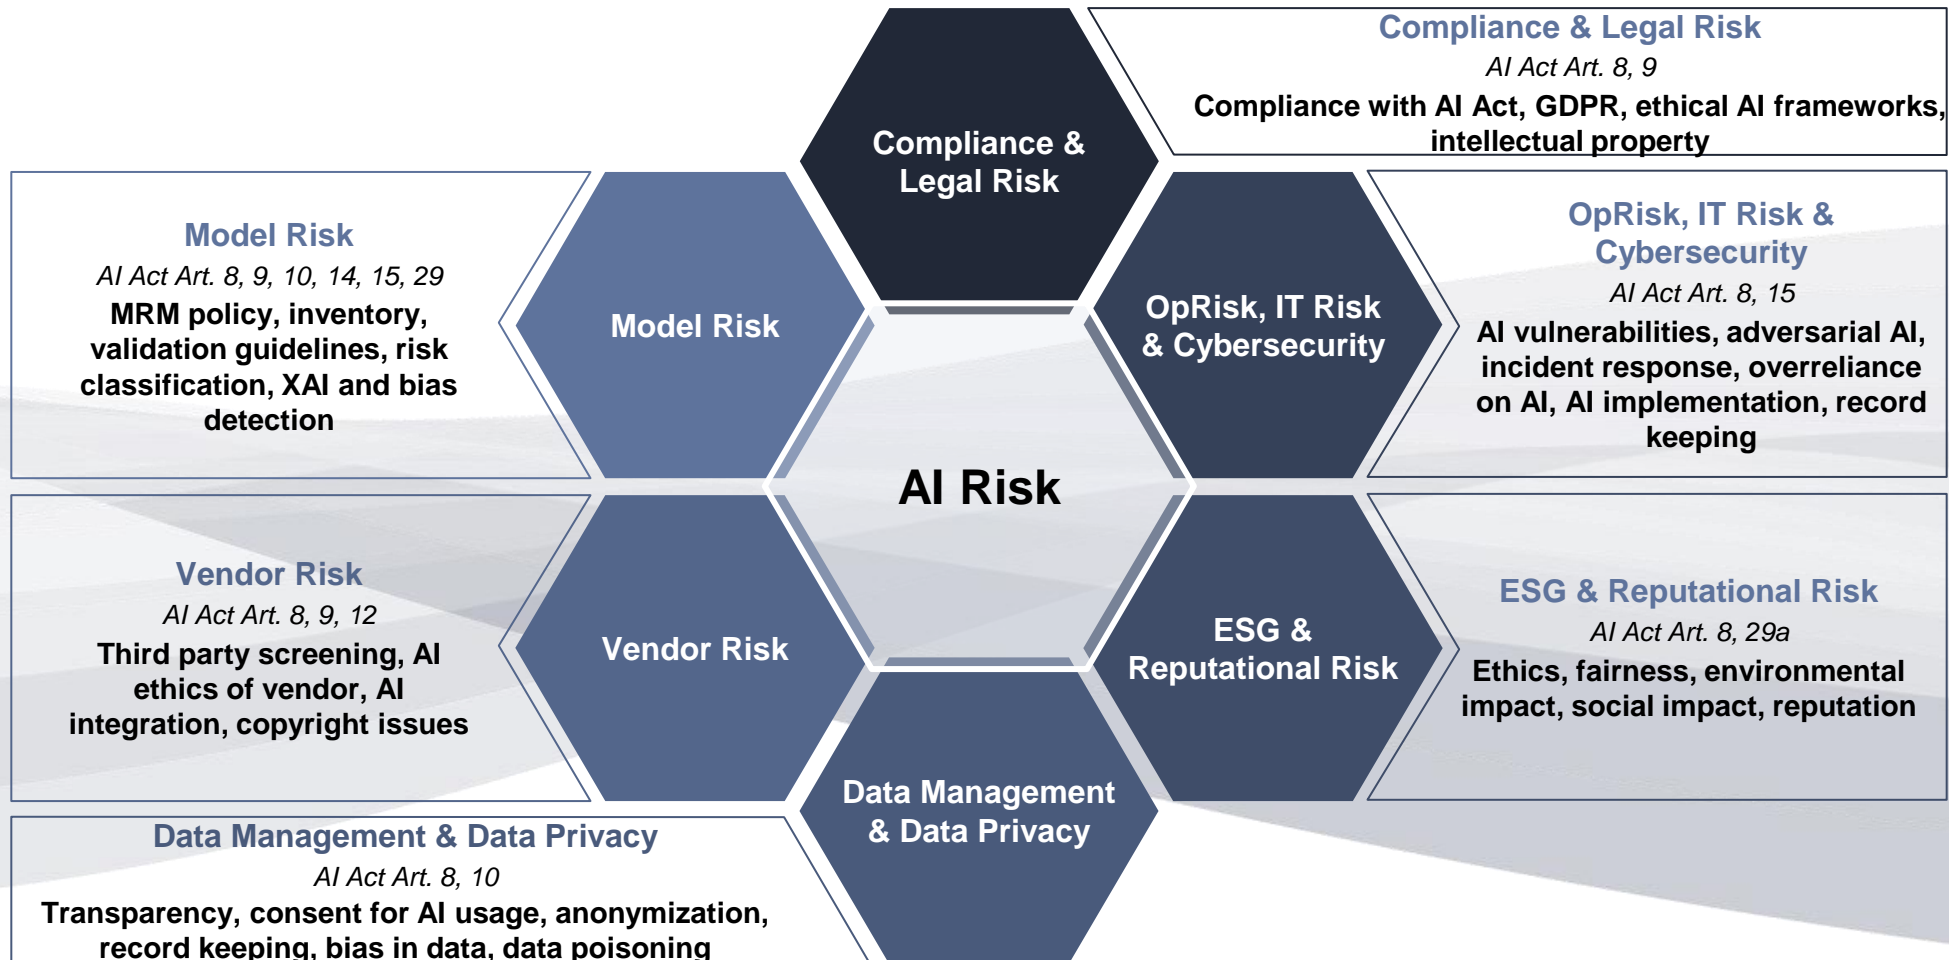 Compliance & Legal Risk
AI Act Art. 8, 9
Compliance with AI Act, GDPR, ethical AI frameworks,
intellectual property
Compliance &
Legal Risk
Model Risk
AI Act Art. 8, 9, 10, 14, 15, 29
MRM policy, inventory,
validation guidelines, risk
classification, XAI and bias
detection
Model Risk
OpRisk, IT Risk
& Cybersecurity
OpRisk, IT Risk &
Cybersecurity
AI Act Art. 8, 15
AI vulnerabilities, adversarial AI,
incident response, overreliance
on AI, AI implementation, record
keeping
AI Risk
Vendor Risk
AI Act Art. 8, 9, 12
Third party screening, AI
ethics of vendor, AI
integration, copyright issues
Vendor Risk
ESG &
Reputational Risk
ESG & Reputational Risk
AI Act Art. 8, 29a
Ethics, fairness, environmental
impact, social impact, reputation
Data Management
& Data Privacy
Data Management & Data Privacy
AI Act Art. 8, 10
Transparency, consent for AI usage, anonymization,
record keeping, bias in data, data poisoning